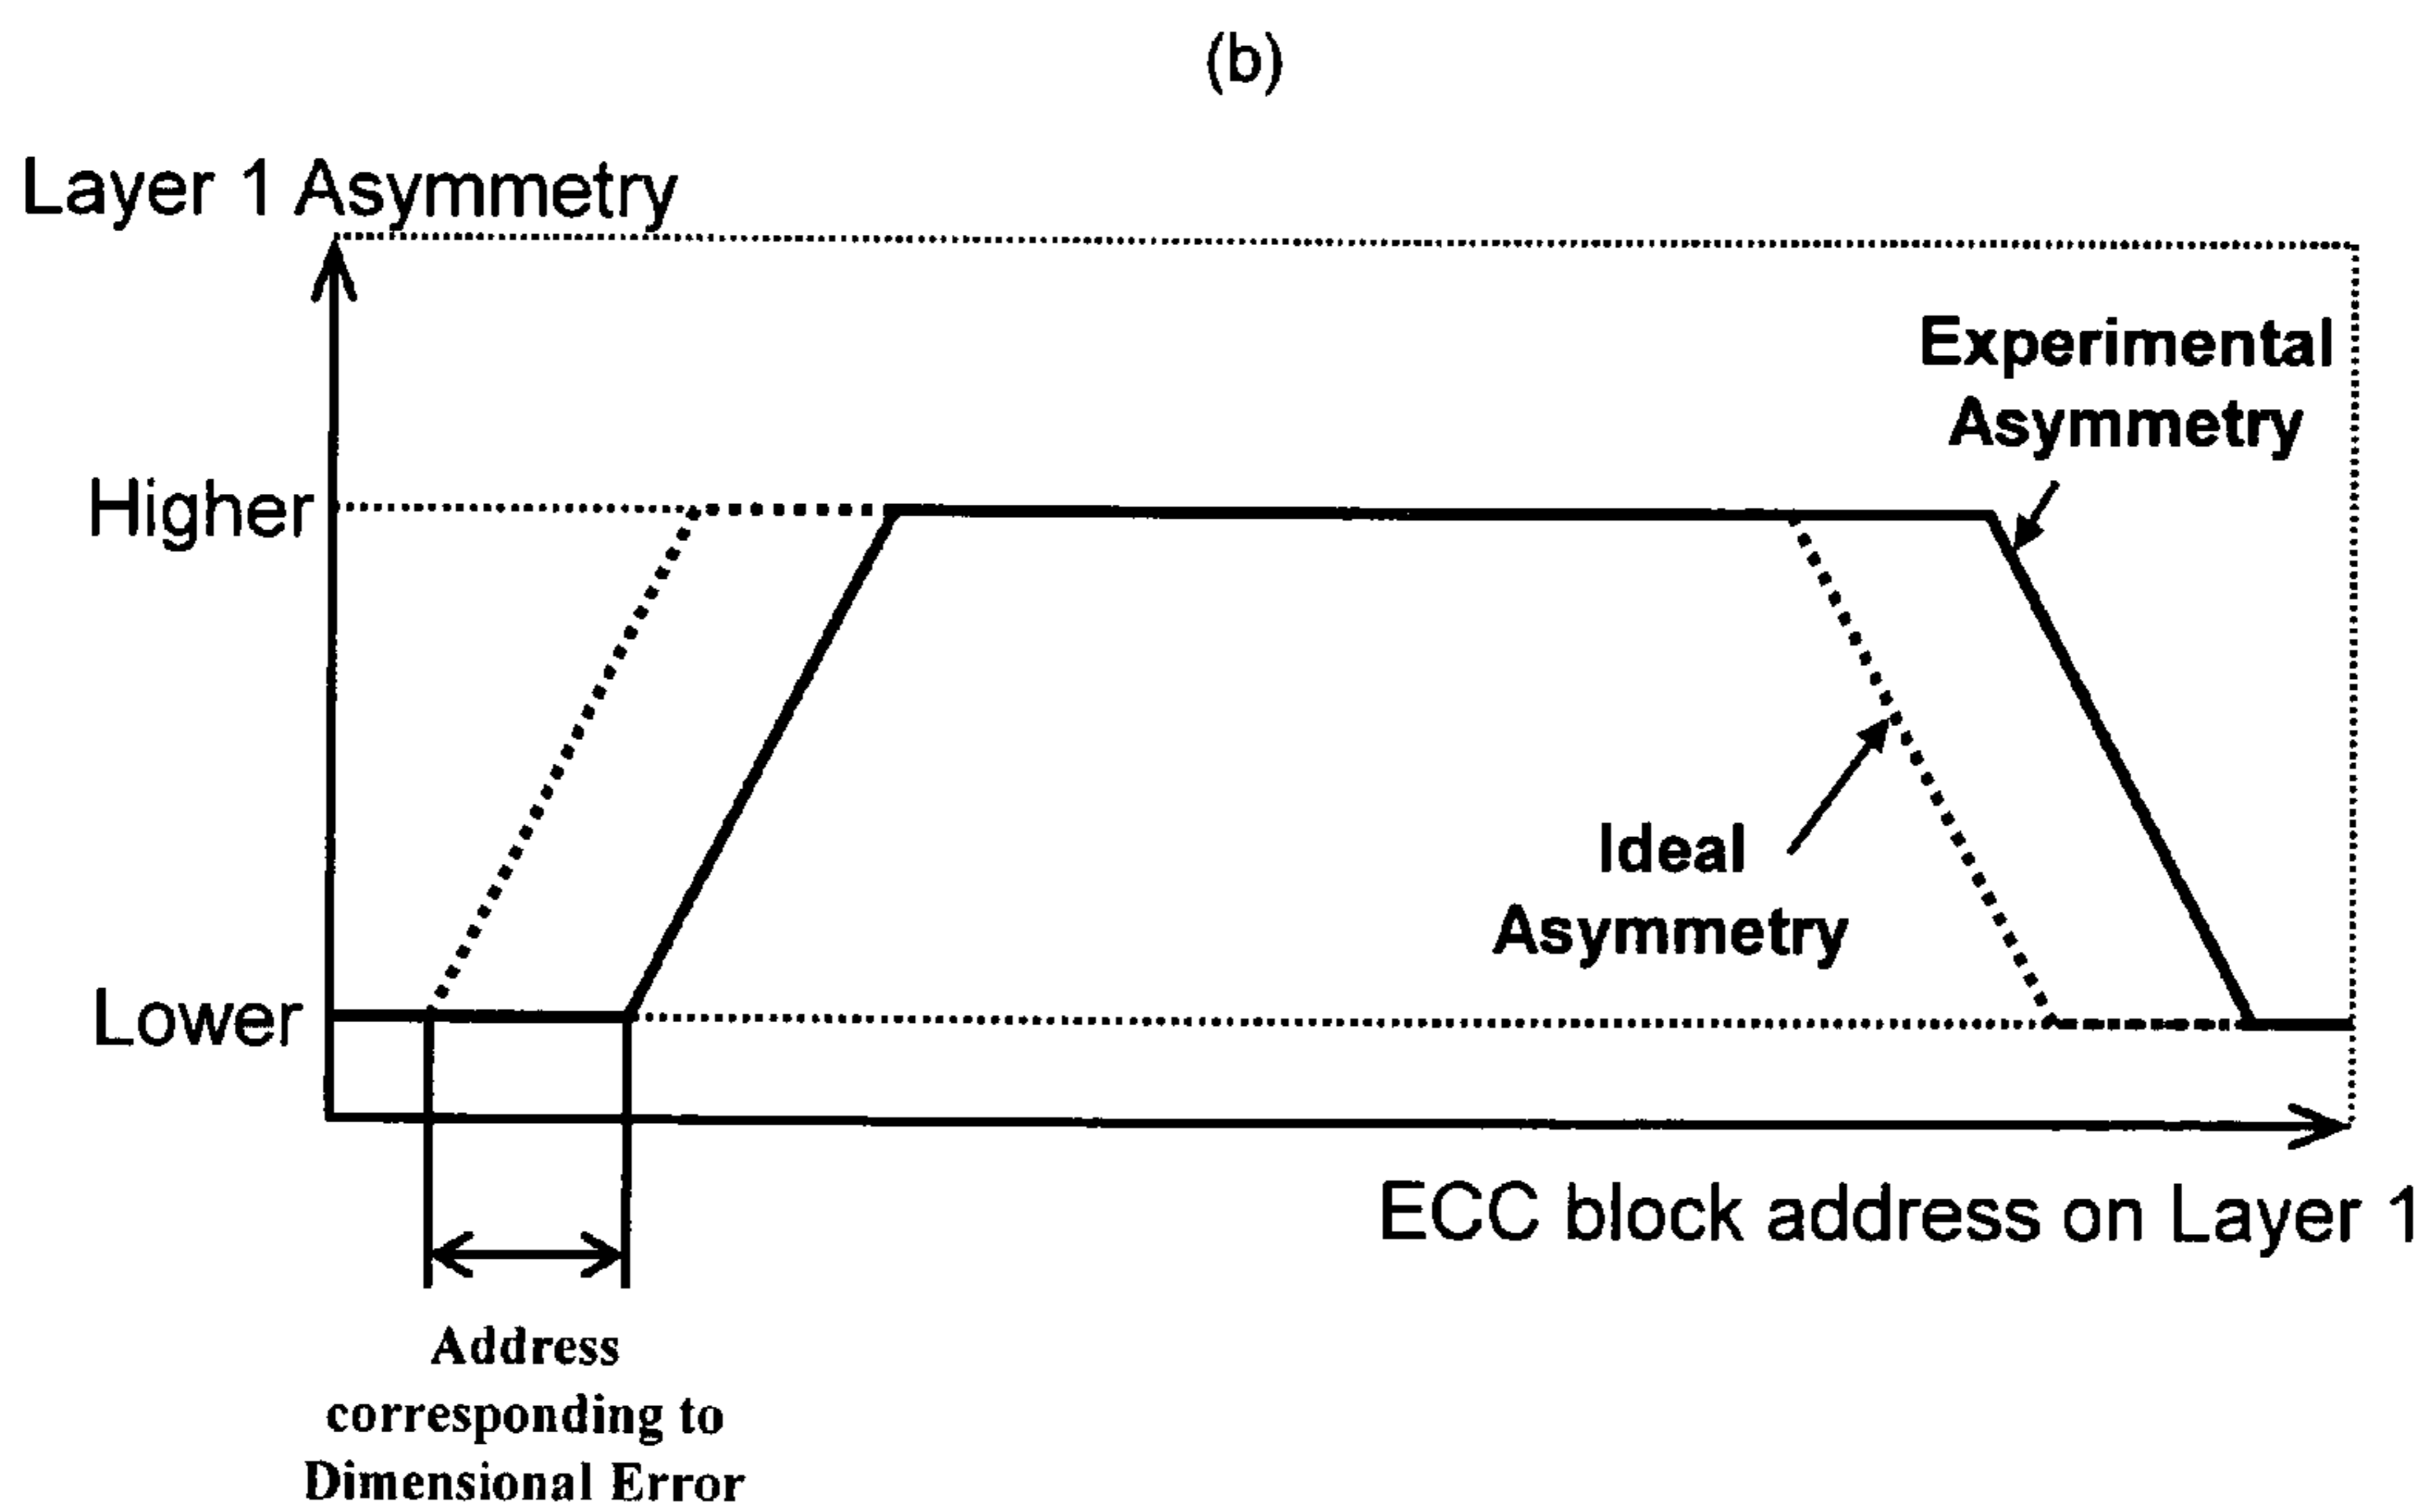 (b)
Layer 1 Asymmetry
Experimental
Asymmetry
Higher
Ideal
Asymmetry
Lower
ECC block address on Layer 1
Address
corresponding to
Dimensional Error